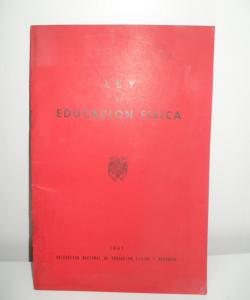 LEY
DE
EDUCACION FISICA
1961
DELEGACION NACIONAL DE EDUCACION FISICA Y DEPORTES